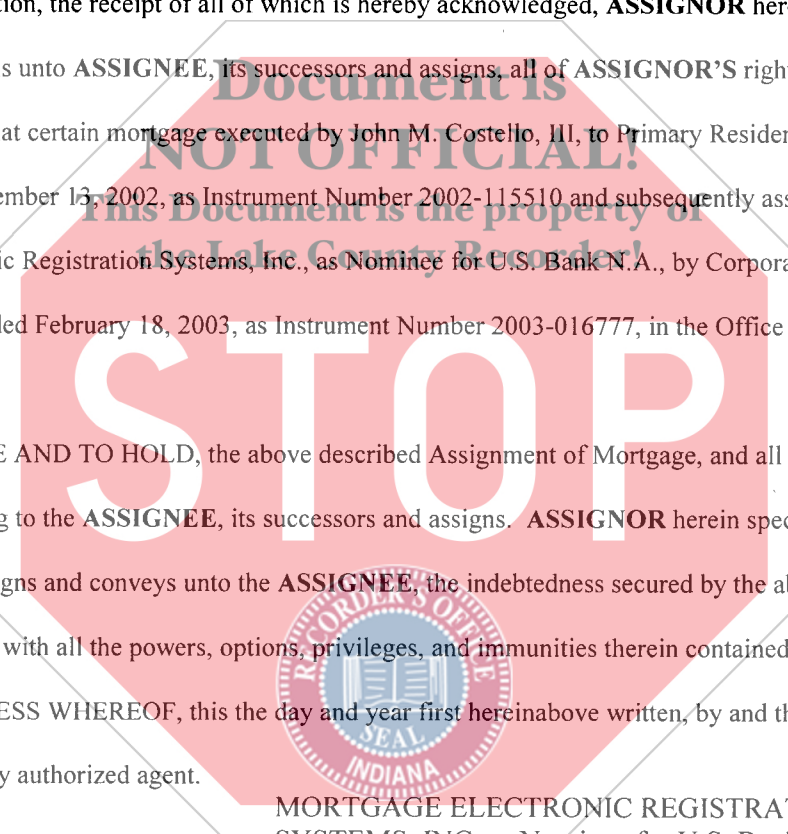 tion, the receipt of all of which is hereby acknowledged, ASSIGNOR her
s unto ASSIGNEE, its successors and assigns, all of ASSIGNOR'S right
Document is
at certain mortgage executed by John M. Costello, III, to Primary Residen
NOT OFFICIAL!
ember 13, 2002, as Instrument Number 2002-115510 and subsequently ass
This Document is the property of
ic Registration Systems, Inc., as Nominee for U.S. Bank N.A., by Corpora
the Lake County Recorder!
led February 18, 2003, as Instrument Number 2003-016777, in the Office
STOP
E AND TO HOLD, the above described Assignment of Mortgage, and all
g to the ASSIGNEE, its successors and assigns. ASSIGNOR herein spec
igns and conveys unto the ASSIGNEE, the indebtedness secured by the ab
with all the powers, options, privileges, and immunities therein contained
RECORDER'S OFFICE
ESS WHEREOF, this the day and year first hereinabove written, by and th
SEAL
INDIANA
y authorized agent.
MORTGAGE ELECTRONIC REGISTRAT